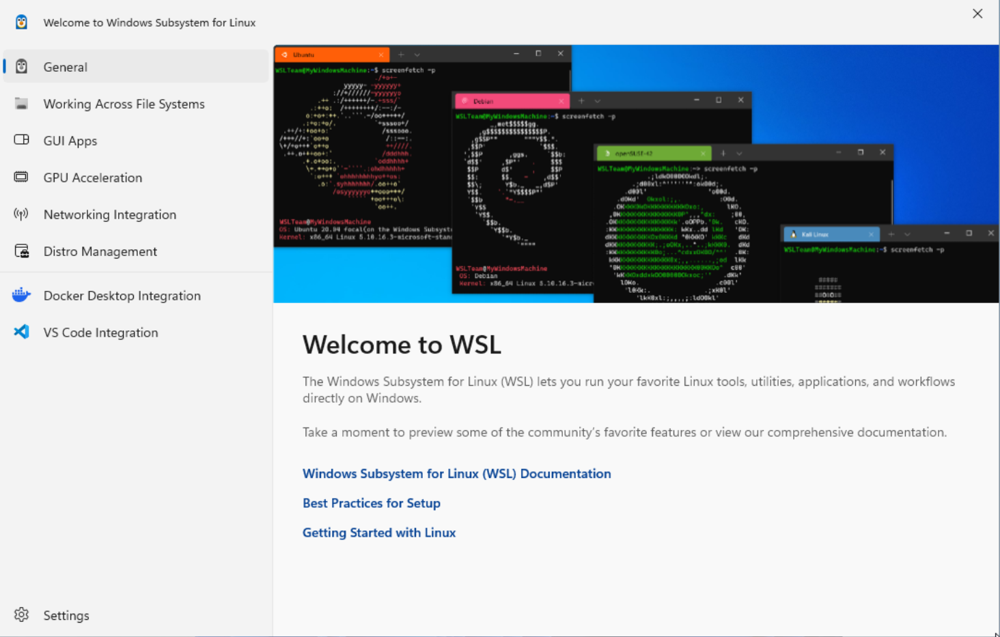 Welcome to Windows Subsystem for Linux
General
Working Across File Systems
GUI Apps
GPU Acceleration
Networking Integration
Distro Management
Docker Desktop Integration
VS Code Integration
Settings
Ubuntu
WSLTeam@MyWindowsMachine:~$ screenfetch -p
WSLTeam@MyWindowsMachine
OS: Ubuntu 20.04 focal(on the Windows Subsyst
Kernel: x86_64 Linux 5.10.16.3-microsoft-stan
Debian
WSLTeam@MyWindowsMachine:~$ screenfetch -p
WSLTeam@MyWindowsMachine
OS: Debian
Kernel: x86_64 Linux 5.10.16.3-micr
openSUSE-42
WSLTeam@MyWindowsMachine:~> screenfetch -p
Kali Linux
WSLTeam@MyWindowsMachine:~$ screenfetch -p
Welcome to WSL
The Windows Subsystem for Linux (WSL) lets you run your favorite Linux tools, utilities, applications, and workflows
directly on Windows.
Take a moment to preview some of the community’s favorite features or view our comprehensive documentation.
Windows Subsystem for Linux (WSL) Documentation
Best Practices for Setup
Getting Started with Linux